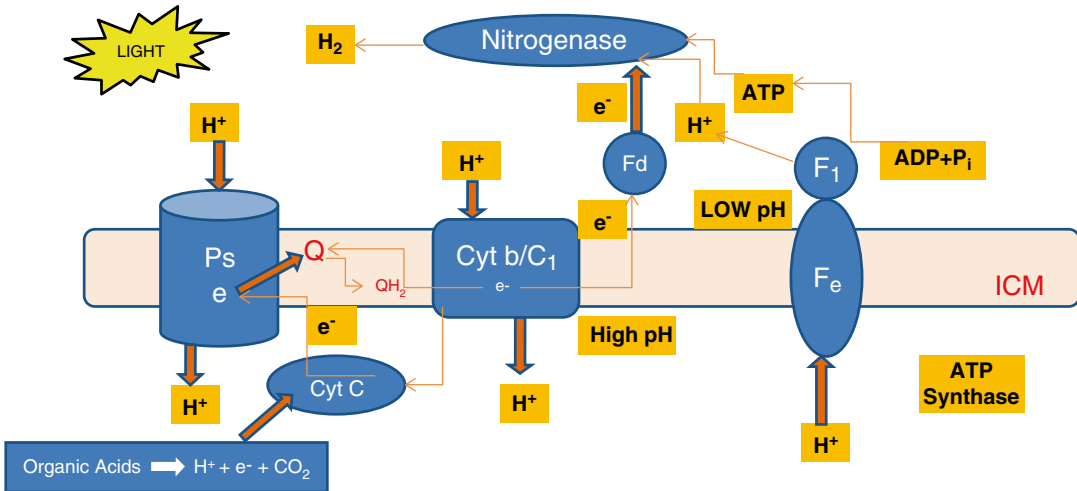 LIGHT
H₂
Nitrogenase
e⁻
H⁺
ATP
H⁺
H⁺
Fd
F₁
ADP+Pᵢ
e⁻
LOW pH
Ps
Q
Cyt b/C₁
e
QH₂
e-
Fₑ
ICM
e⁻
High pH
Cyt C
H⁺
H⁺
ATP
Synthase
H⁺
Organic Acids H⁺ + e- + CO₂